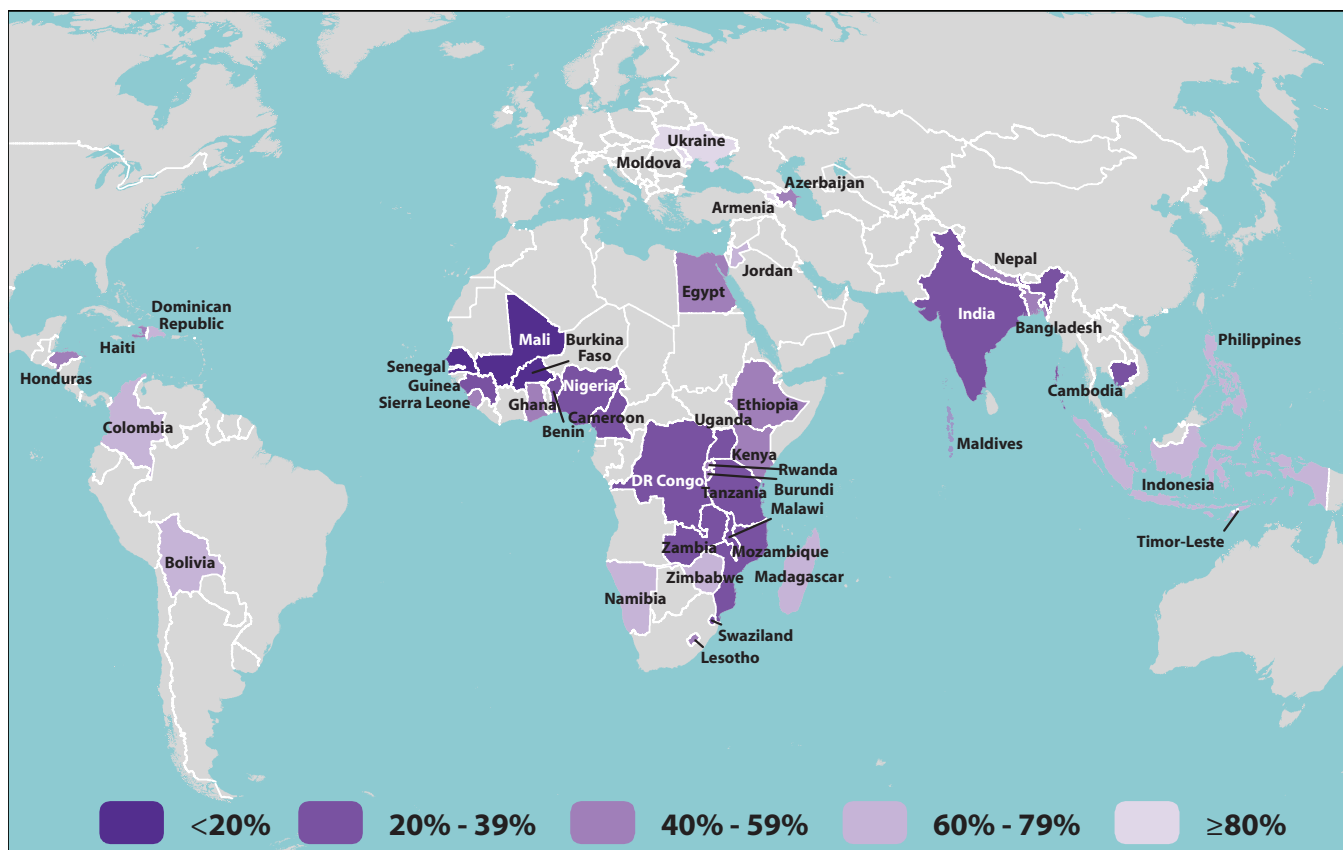 Ukraine
Moldova
Azerbaijan
Armenia
Jordan
Nepal
Egypt
India
Bangladesh
Dominican
Republic
Haiti
Honduras
Mali
Burkina
Faso
Senegal
Guinea
Sierra Leone
Ghana
Nigeria
Cameroon
Benin
Ethiopia
Uganda
Kenya
Rwanda
DR Congo
Burundi
Tanzania
Malawi
Philippines
Cambodia
Maldives
Indonesia
Timor-Leste
Colombia
Bolivia
Zambia
Mozambique
Zimbabwe
Madagascar
Namibia
Swaziland
Lesotho
<20%
20% - 39%
40% - 59%
60% - 79%
≥80%